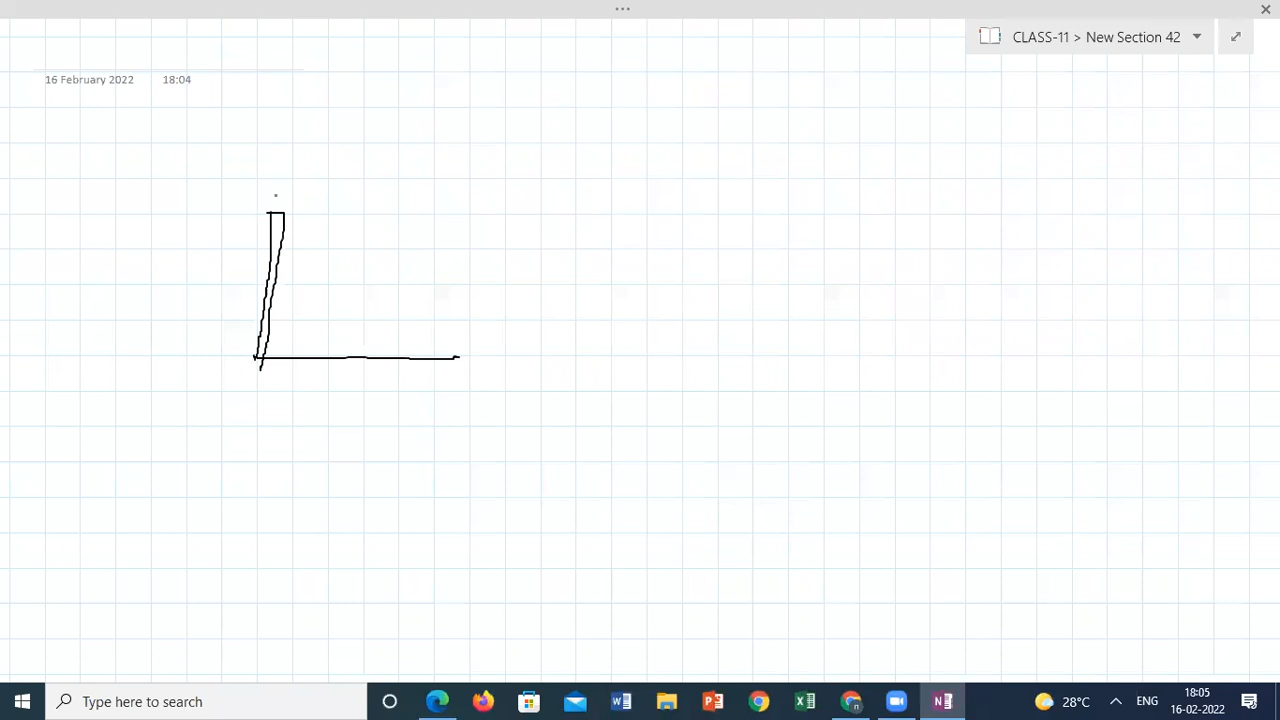 CLASS-11 > New Section 42
16 February 2022 18:04
Type here to search
28°C
ENG
18:05
16-02-2022